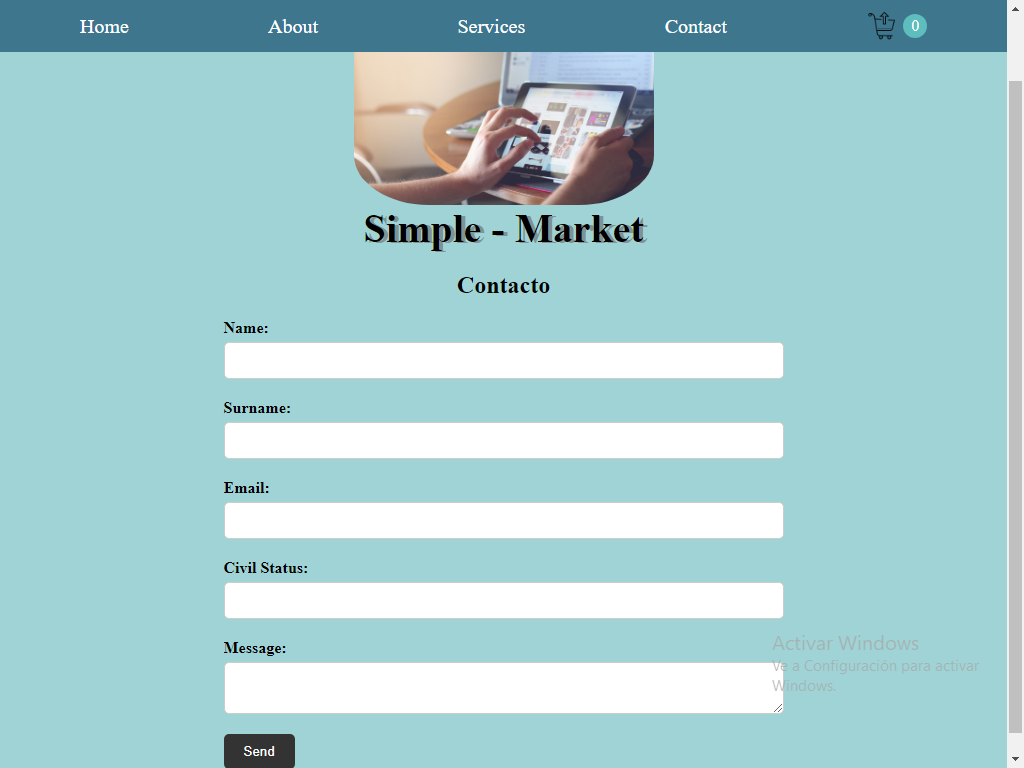 Home About Services Contact 0
Simple - Market
Contacto
Name:
Surname:
Email:
Civil Status:
Message:
Activar Windows
Ve a Configuración para activar
Windows.
Send